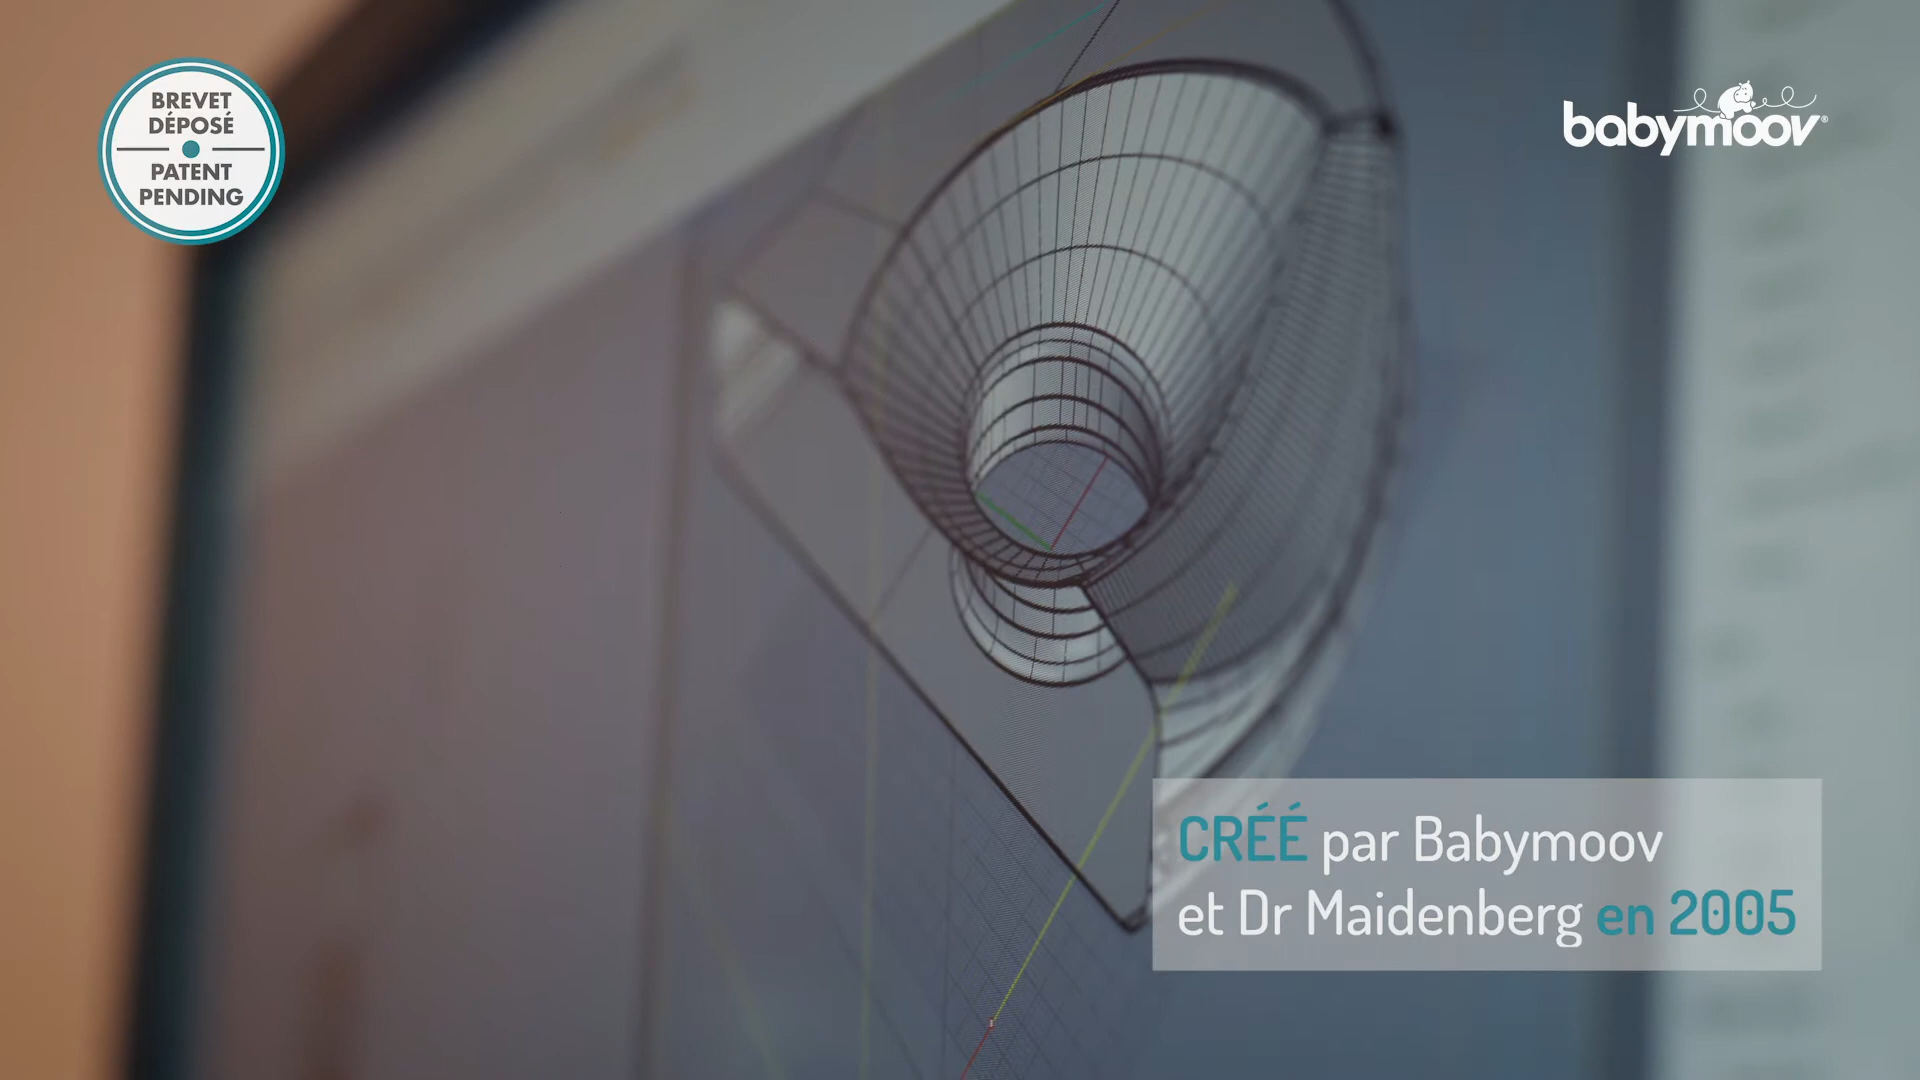 BREVET
DÉPOSÉ
PATENT
PENDING
babymoov®
CRÉÉ par Babymoov
et Dr Maidenberg en 2005